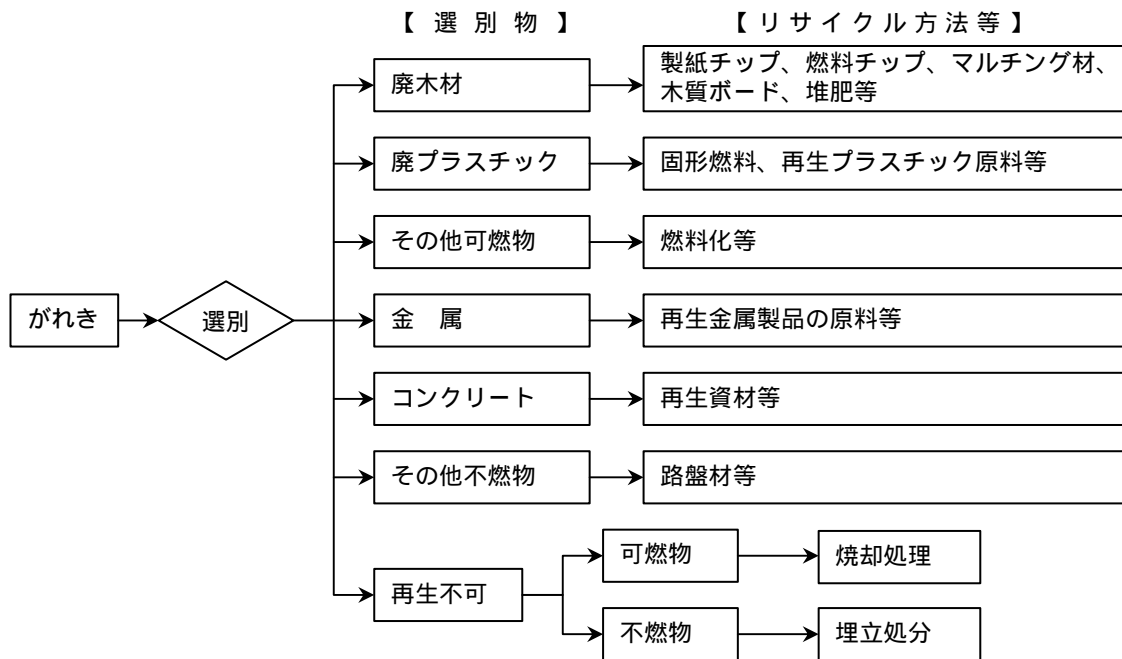 【 選 別 物 】
【 リ サ イ ク ル 方 法 等 】
廃木材
製紙チップ、燃料チップ、マルチング材、
木質ボード、堆肥等
廃プラスチック
固形燃料、再生プラスチック原料等
その他可燃物
燃料化等
がれき
選別
金　属
再生金属製品の原料等
コンクリート
再生資材等
その他不燃物
路盤材等
再生不可
可燃物
焼却処理
不燃物
埋立処分